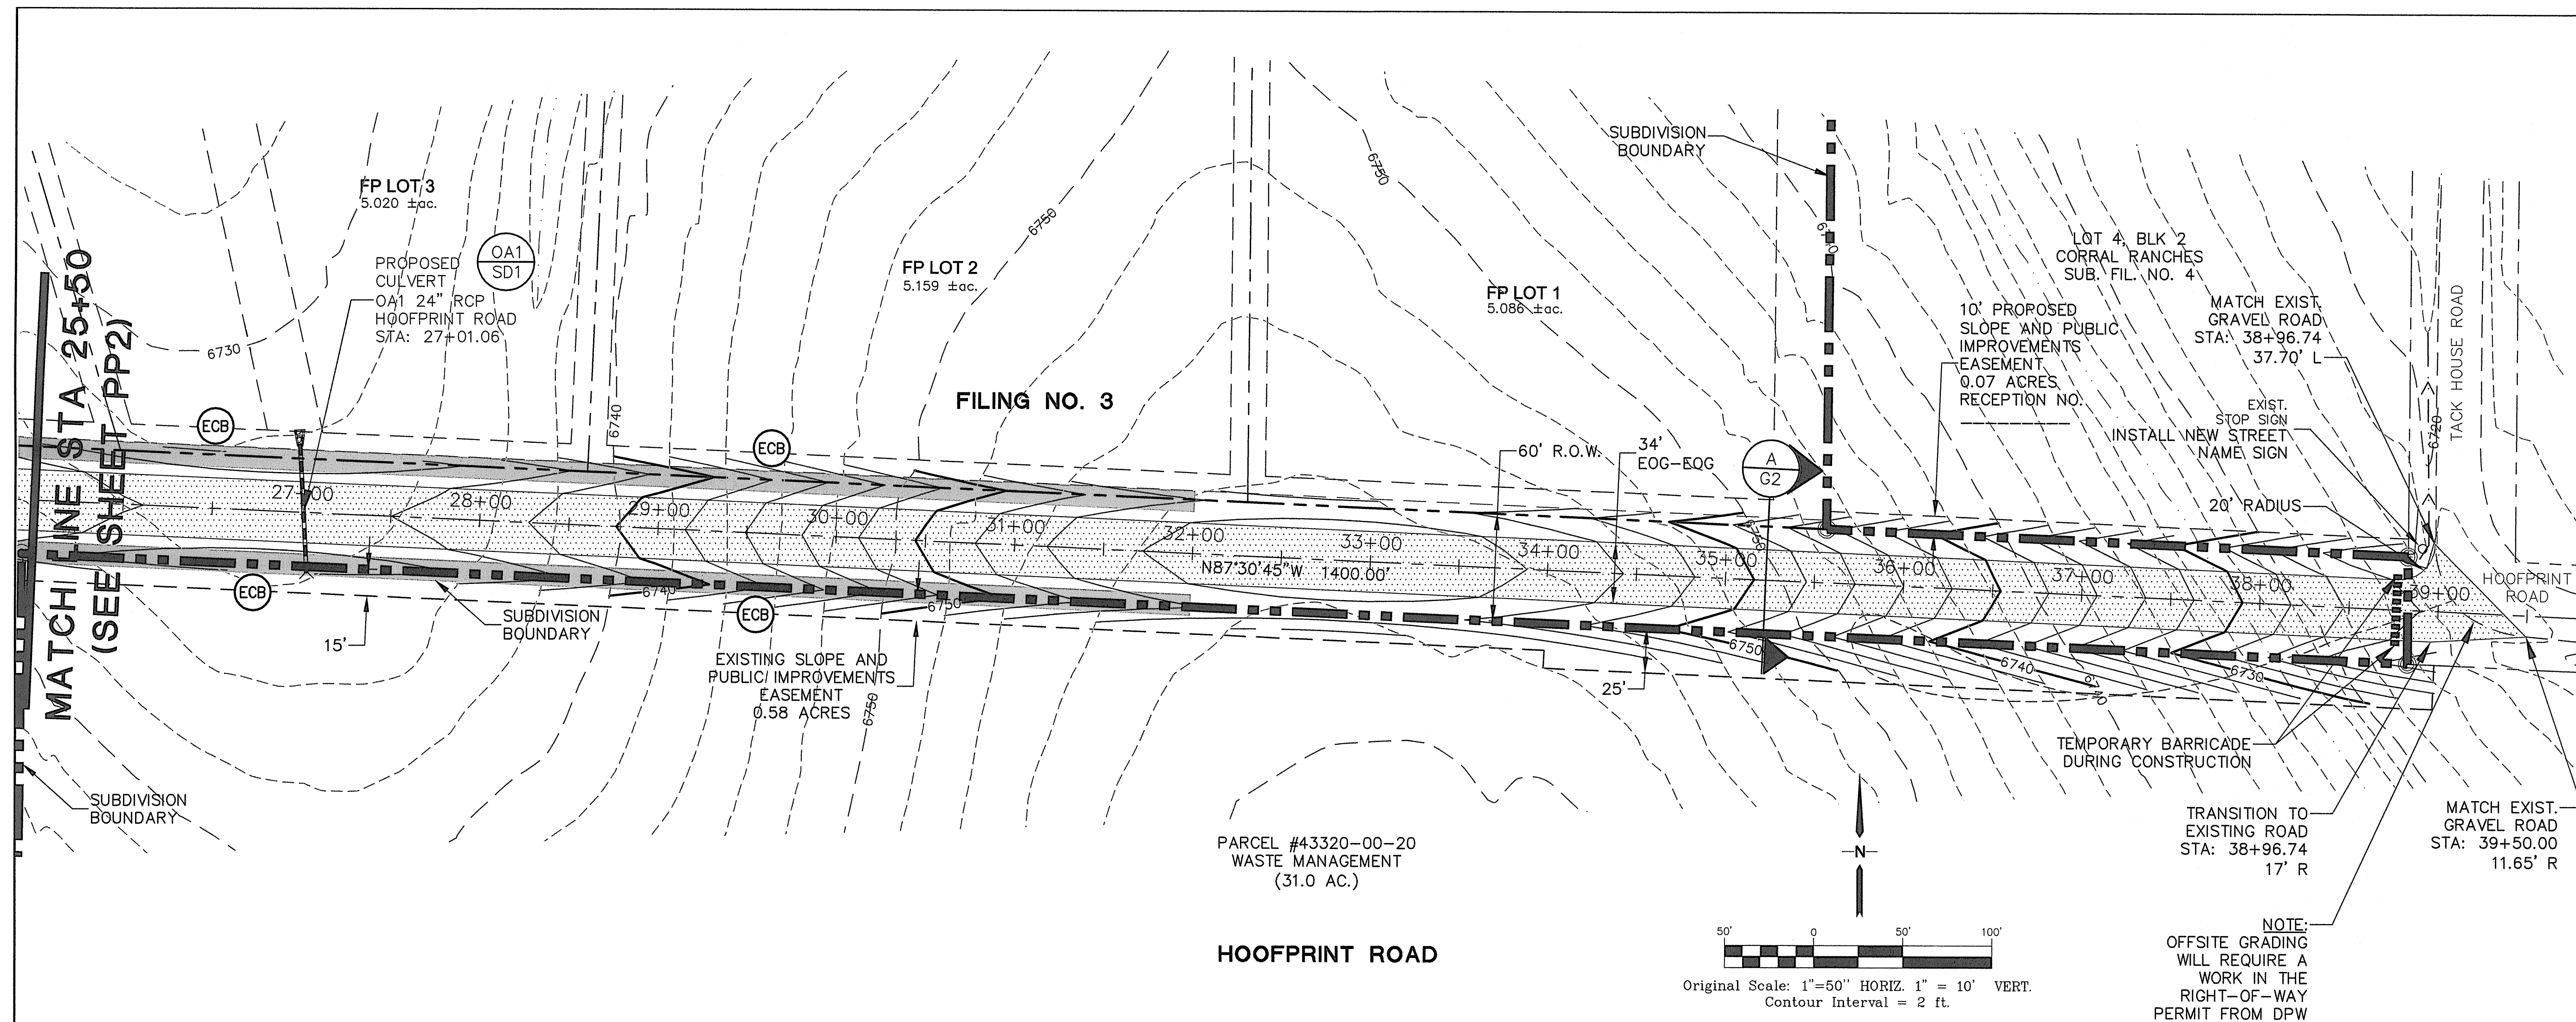 MATCH LINE STA 25+50
(SEE SHEET PP2)
FP LOT 3
5.020 ±ac.
PROPOSED
CULVERT
OA1 24" RCP
HOOFPRINT ROAD
STA: 27+01.06
OA1
SD1
6730
ECB
ECB
ECB
ECB
6740
6750
FP LOT 2
5.159 ±ac.
FILING NO. 3
6750
FP LOT 1
5.086 ±ac.
SUBDIVISION
BOUNDARY
LOT 4, BLK 2
CORRAL RANCHES
SUB. FIL. NO. 4
10' PROPOSED
SLOPE AND PUBLIC
IMPROVEMENTS
EASEMENT
0.07 ACRES
RECEPTION NO.
MATCH EXIST.
GRAVEL ROAD
STA: 38+96.74
37.70' L
EXIST.
STOP SIGN
INSTALL NEW STREET
NAME SIGN
20' RADIUS
TACK HOUSE ROAD
6720
HOOFPRINT
ROAD
60' R.O.W.
34'
EOG-EOG
A
G2
27+00
28+00
29+00
30+00
31+00
32+00
33+00
34+00
35+00
36+00
37+00
38+00
39+00
N87°30'45"W 1400.00'
6740
6750
6750
6740
6730
15'
SUBDIVISION
BOUNDARY
EXISTING SLOPE AND
PUBLIC IMPROVEMENTS
EASEMENT
0.58 ACRES
6750
25'
SUBDIVISION
BOUNDARY
TEMPORARY BARRICADE
DURING CONSTRUCTION
TRANSITION TO
EXISTING ROAD
STA: 38+96.74
17' R
MATCH EXIST.
GRAVEL ROAD
STA: 39+50.00
11.65' R
PARCEL #43320-00-20
WASTE MANAGEMENT
(31.0 AC.)
HOOFPRINT ROAD
N
50' 0 50' 100'
Original Scale: 1"=50'' HORIZ. 1" = 10' VERT.
Contour Interval = 2 ft.
NOTE:
OFFSITE GRADING
WILL REQUIRE A
WORK IN THE
RIGHT-OF-WAY
PERMIT FROM DPW